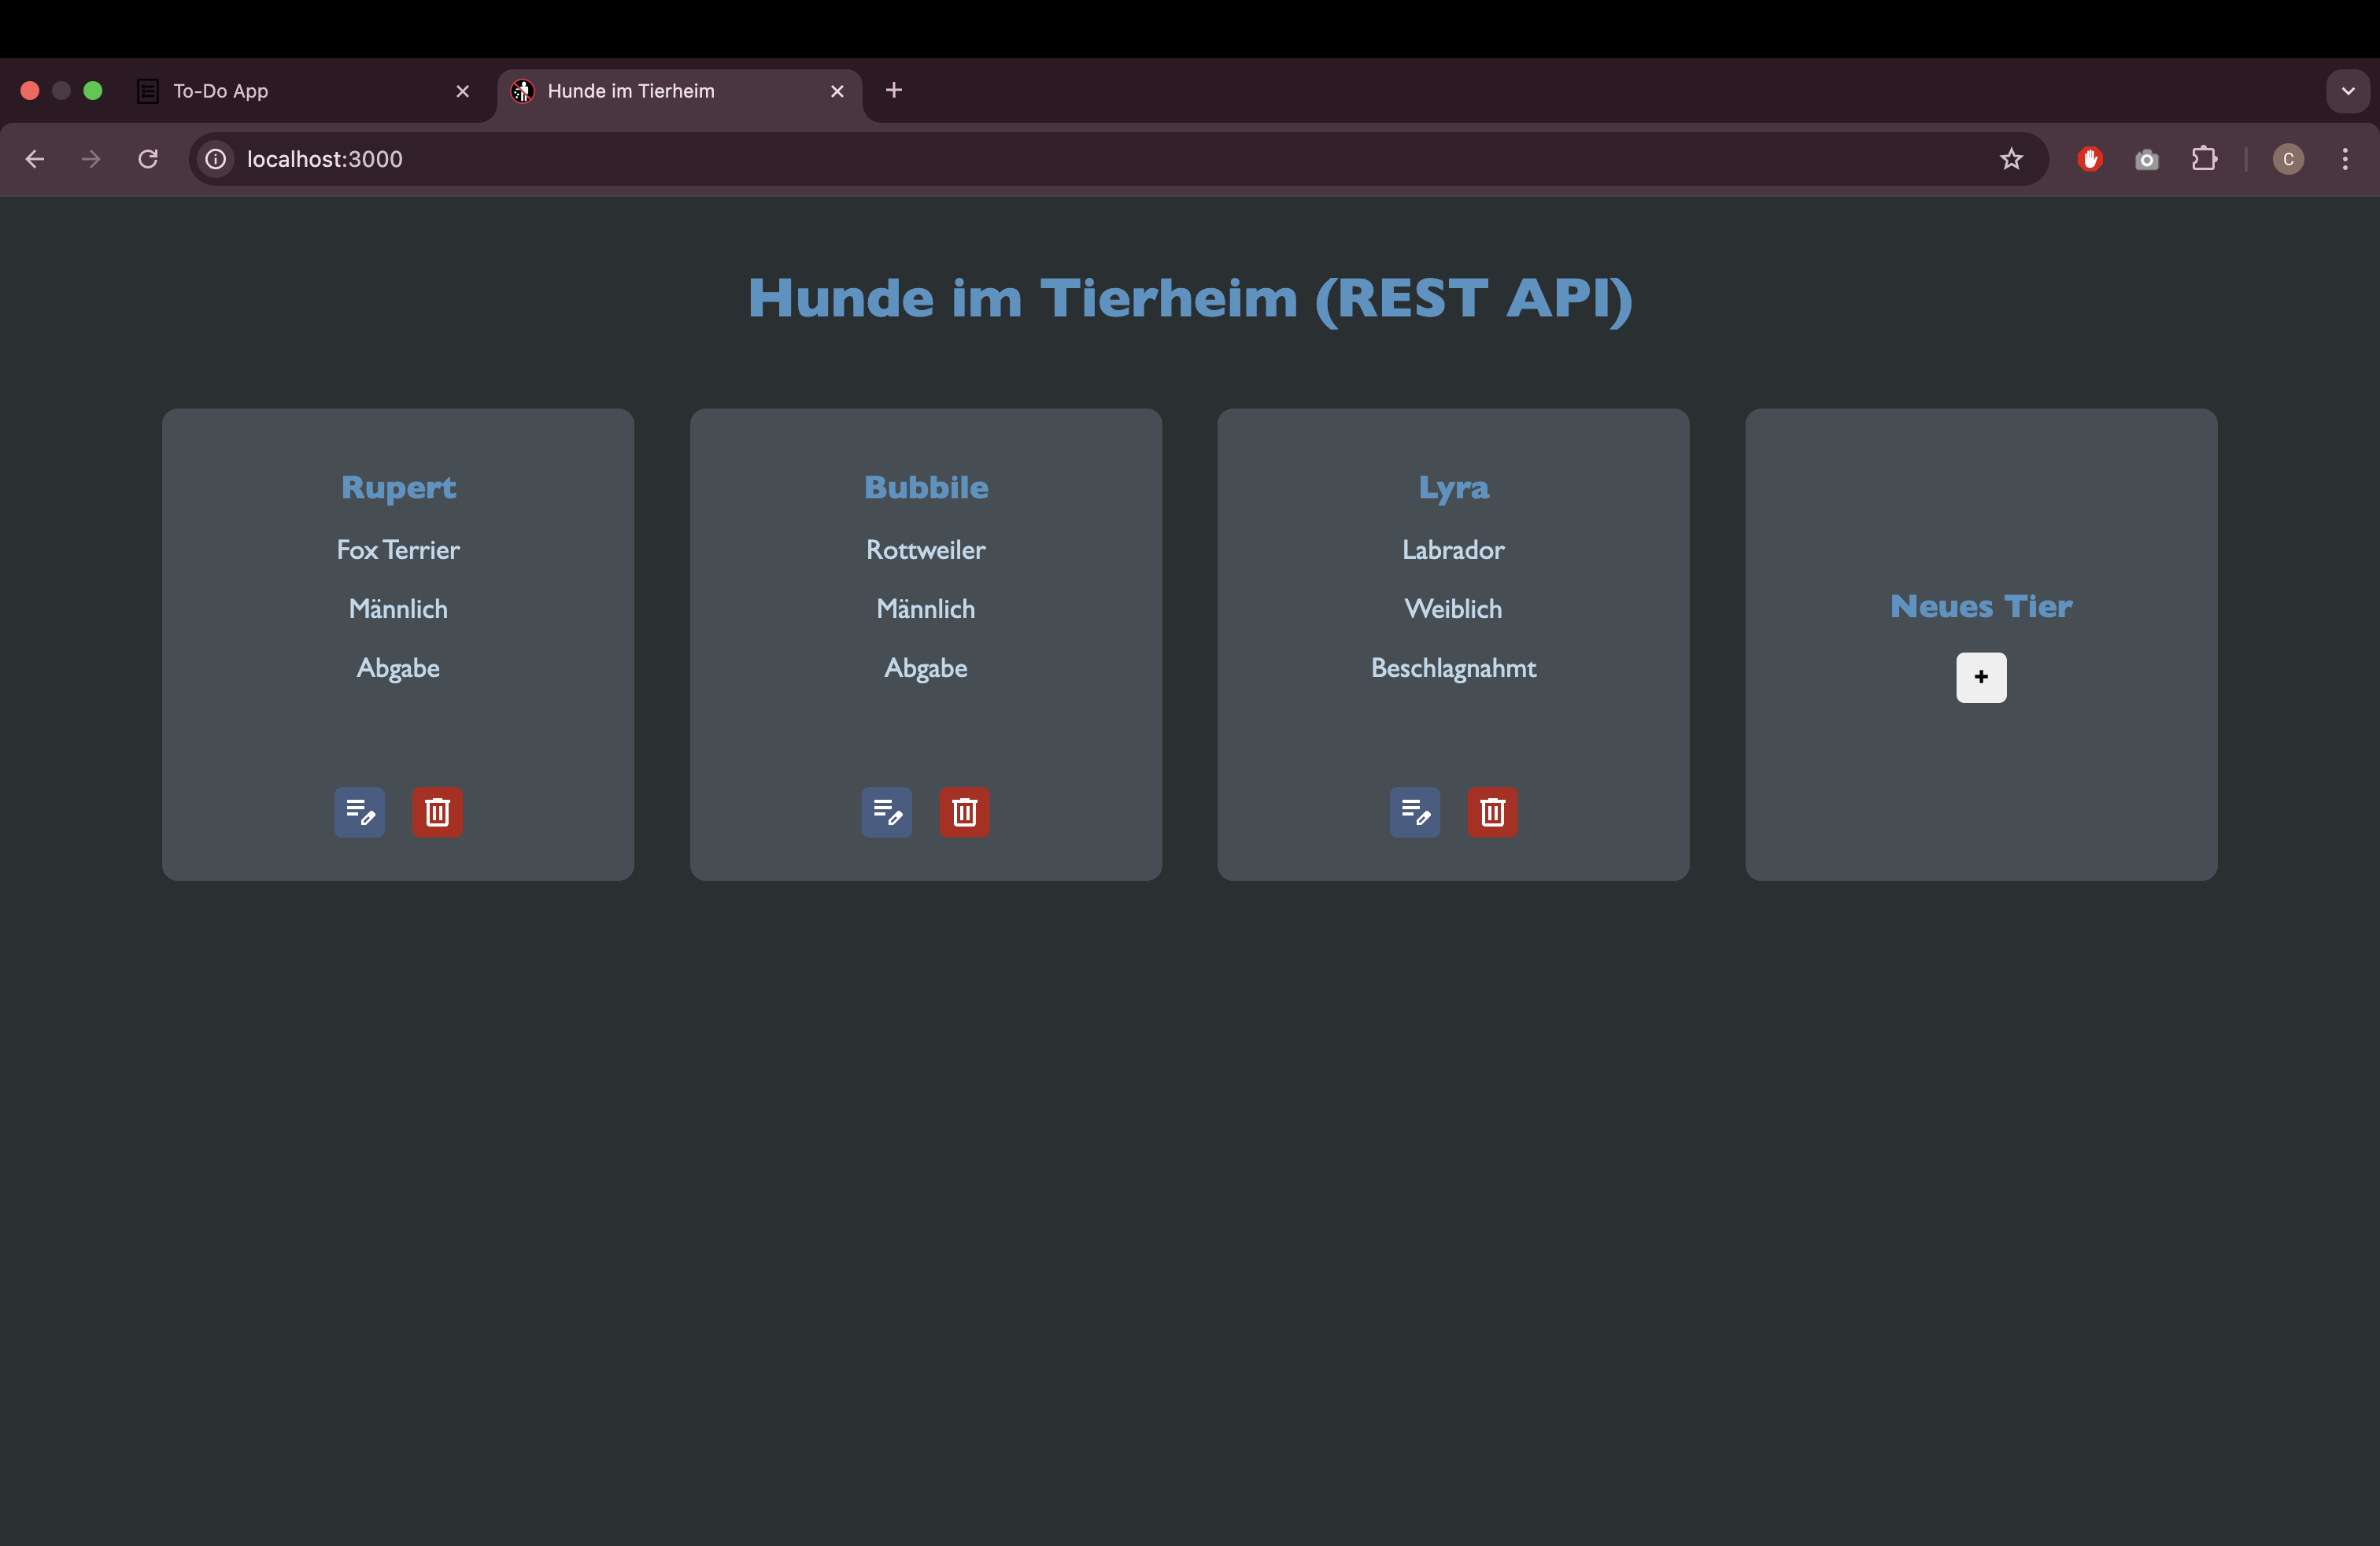 To-Do App
Hunde im Tierheim
localhost:3000
C
Hunde im Tierheim (REST API)
Rupert
Fox Terrier
Männlich
Abgabe
Bubbile
Rottweiler
Männlich
Abgabe
Lyra
Labrador
Weiblich
Beschlagnahmt
Neues Tier
+